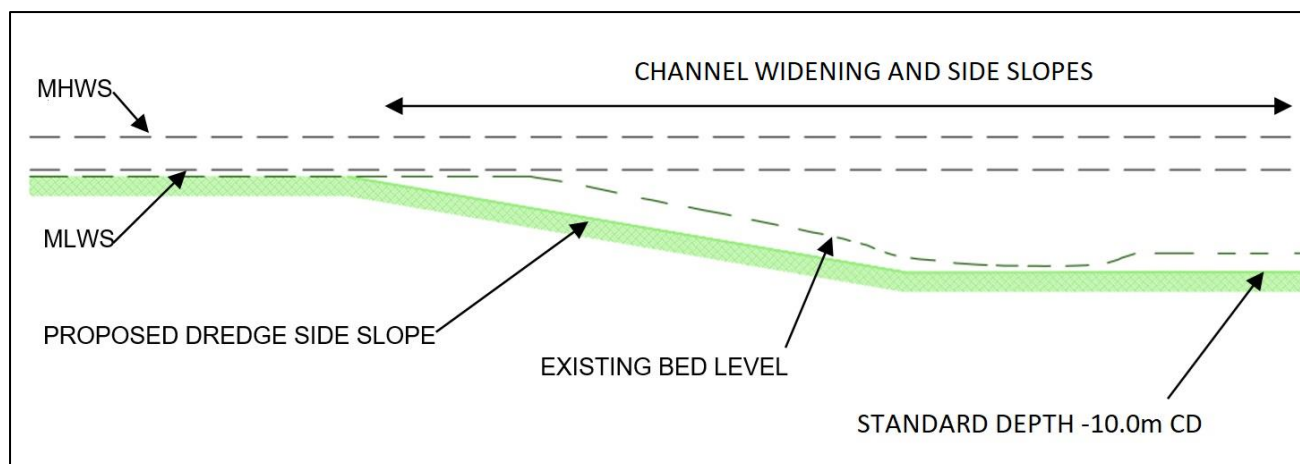 CHANNEL WIDENING AND SIDE SLOPES
MHWS
MLWS
PROPOSED DREDGE SIDE SLOPE
EXISTING BED LEVEL
STANDARD DEPTH -10.0m CD